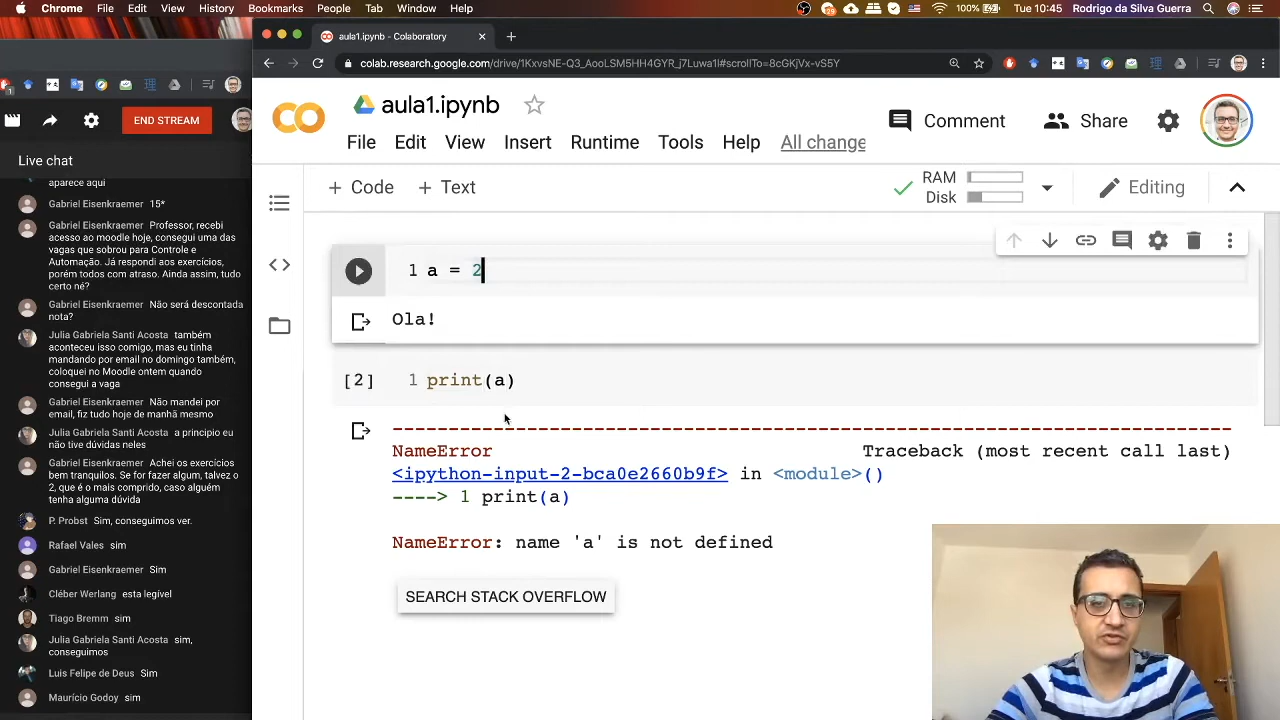 Chrome File Edit View History Bookmarks People Tab Window Help
29
100%
Tue 10:45 Rodrigo da Silva Guerra
aula1.ipynb - Colaboratory
colab.research.google.com/drive/1KxvsNE-Q3_AooLSM5HH4GYR_j7Luwa1l#scrollTo=8cGKjVx-vS5Y
END STREAM
Live chat
aparece aqui
Gabriel Eisenkraemer 15*
Gabriel Eisenkraemer Professor, recebi
acesso ao moodle hoje, consegui uma das
vagas que sobrou para Controle e
Automação. Já respondi aos exercícios,
porém todos com atraso. Ainda assim, tudo
certo né?
Gabriel Eisenkraemer Não será descontada
nota?
Julia Gabriela Santi Acosta também
aconteceu isso comigo, mas eu tinha
mandando por email no domingo também,
coloquei no Moodle ontem quando
consegui a vaga
Gabriel Eisenkraemer Não mandei por
email, fiz tudo hoje de manhã mesmo
Julia Gabriela Santi Acosta a principio eu
não tive dúvidas neles
Gabriel Eisenkraemer Achei os exercícios
bem tranquilos. Se for fazer algum, talvez o
2, que é o mais comprido, caso alguém
tenha alguma dúvida
P. Probst Sim, conseguimos ver.
Rafael Vales sim
Gabriel Eisenkraemer Sim
Cléber Werlang esta legível
Tiago Bremm sim
Julia Gabriela Santi Acosta sim,
conseguimos
Luis Felipe de Deus Sim
Maurício Godoy sim
aula1.ipynb
Comment
Share
File Edit View Insert Runtime Tools Help All change
+ Code + Text
RAM
Disk
Editing
1 a = 2
Ola!
[2] 1 print(a)
---------------------------------------------------------------------------
NameError Traceback (most recent call last)
<ipython-input-2-bca0e2660b9f> in <module>()
----> 1 print(a)
NameError: name 'a' is not defined
SEARCH STACK OVERFLOW